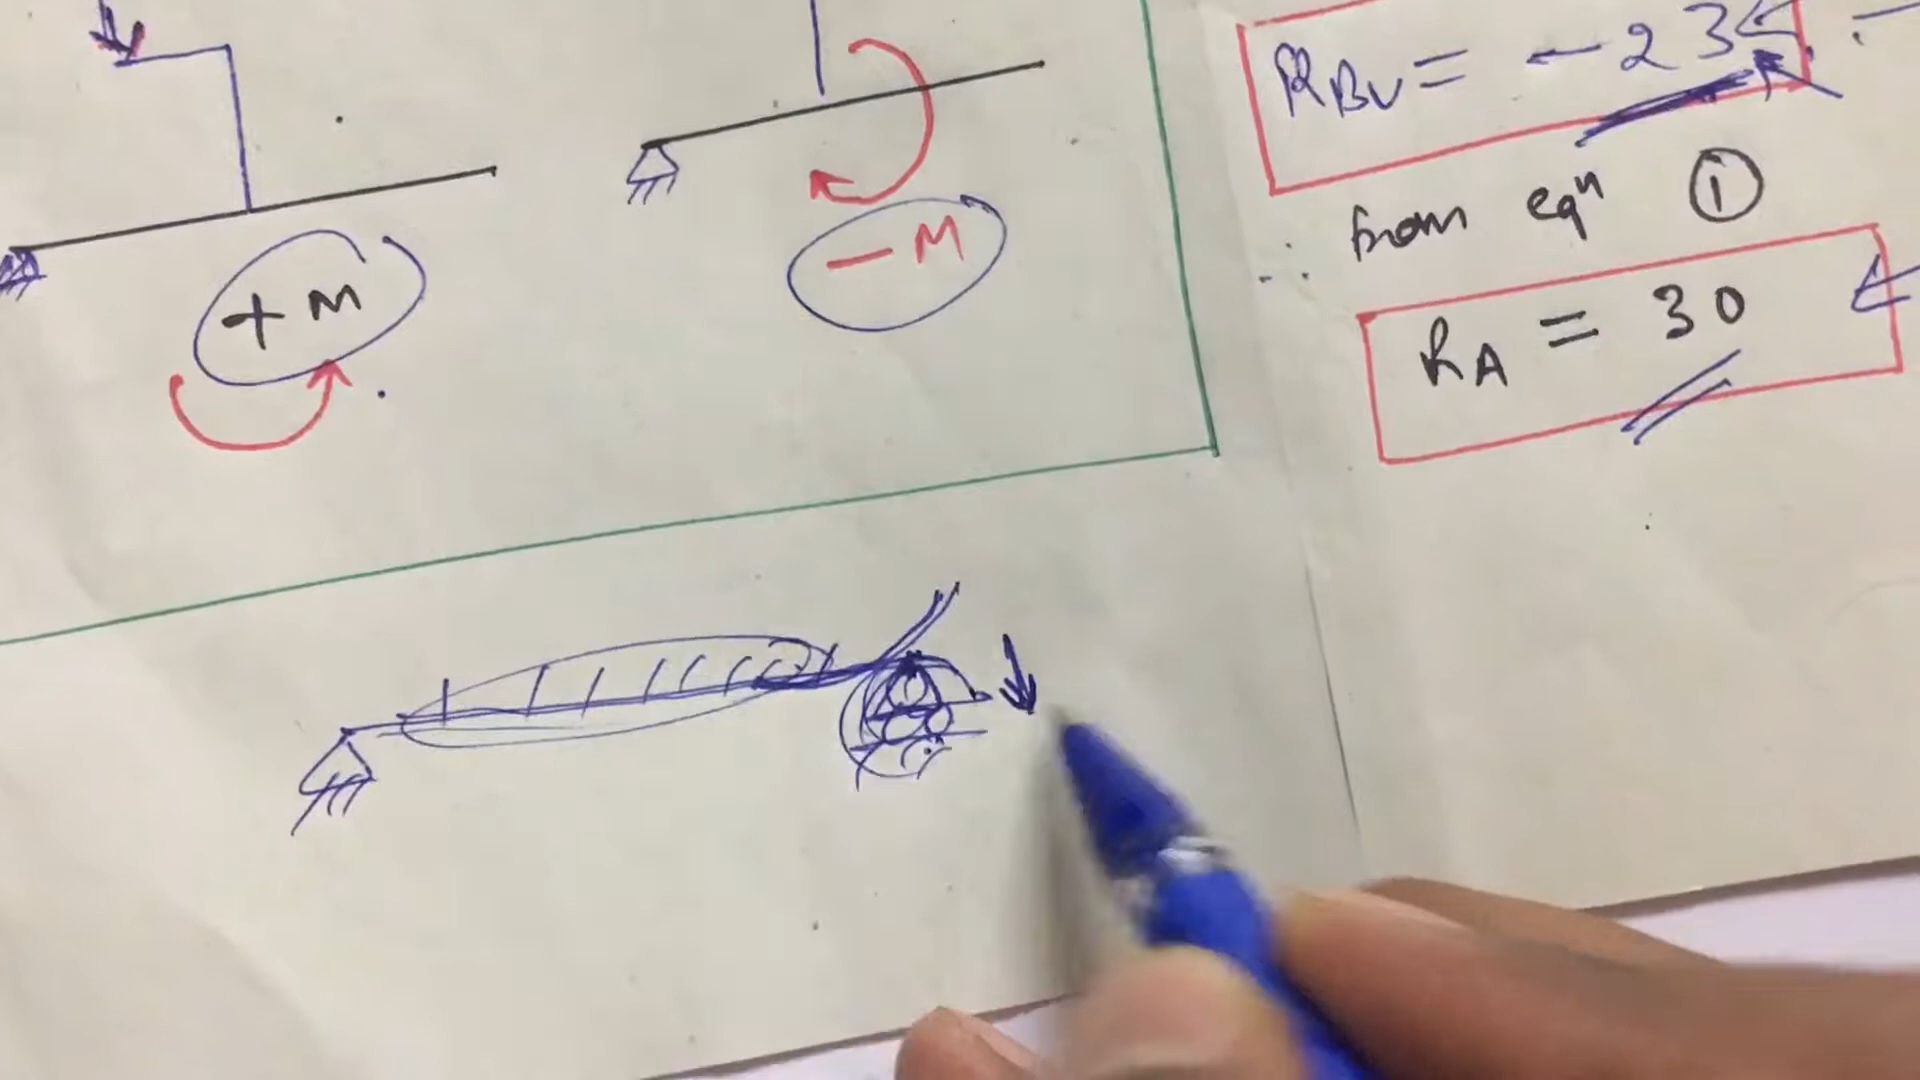 + M
- M
RBV = - 23
∴ from eqⁿ ①
RA = 30